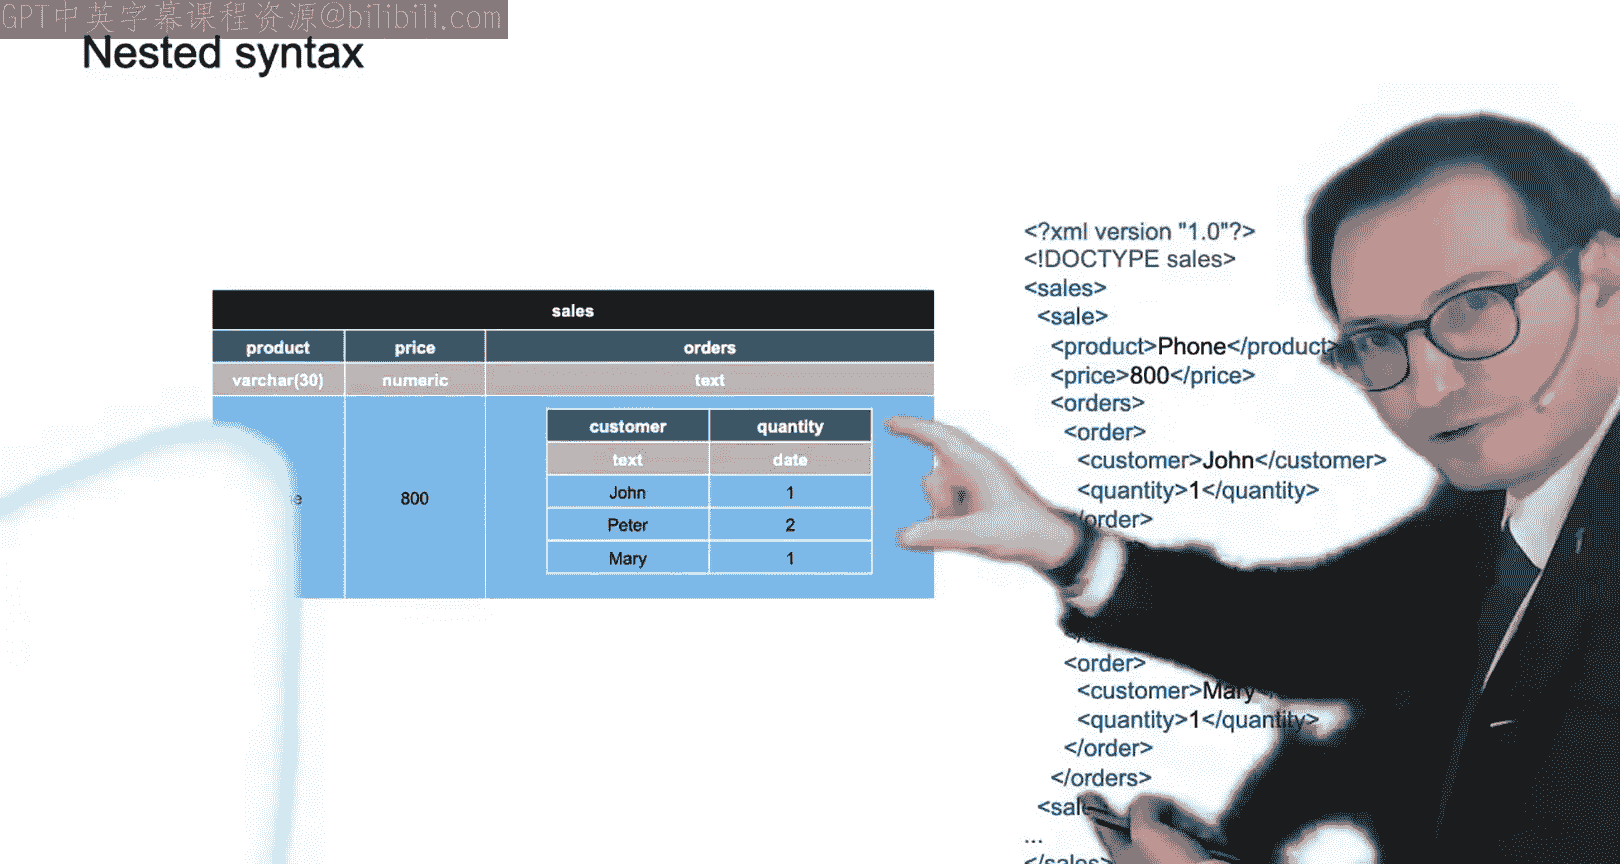 GPT中英字幕课程资源@bilibili.com
Nested syntax
sales
product price orders
varchar(30) numeric text
customer quantity
text date
John 1
800
Peter 2
Mary 1
<?xml version "1.0"?>
<!DOCTYPE sales>
<sales>
<sale>
<product>Phone</product>
<price>800</price>
<orders>
<order>
<customer>John</customer>
<quantity>1</quantity>
/order>
<order>
<customer>Mary
<quantity>1</quantity>
</order>
</orders>
<sal
...
</sales>